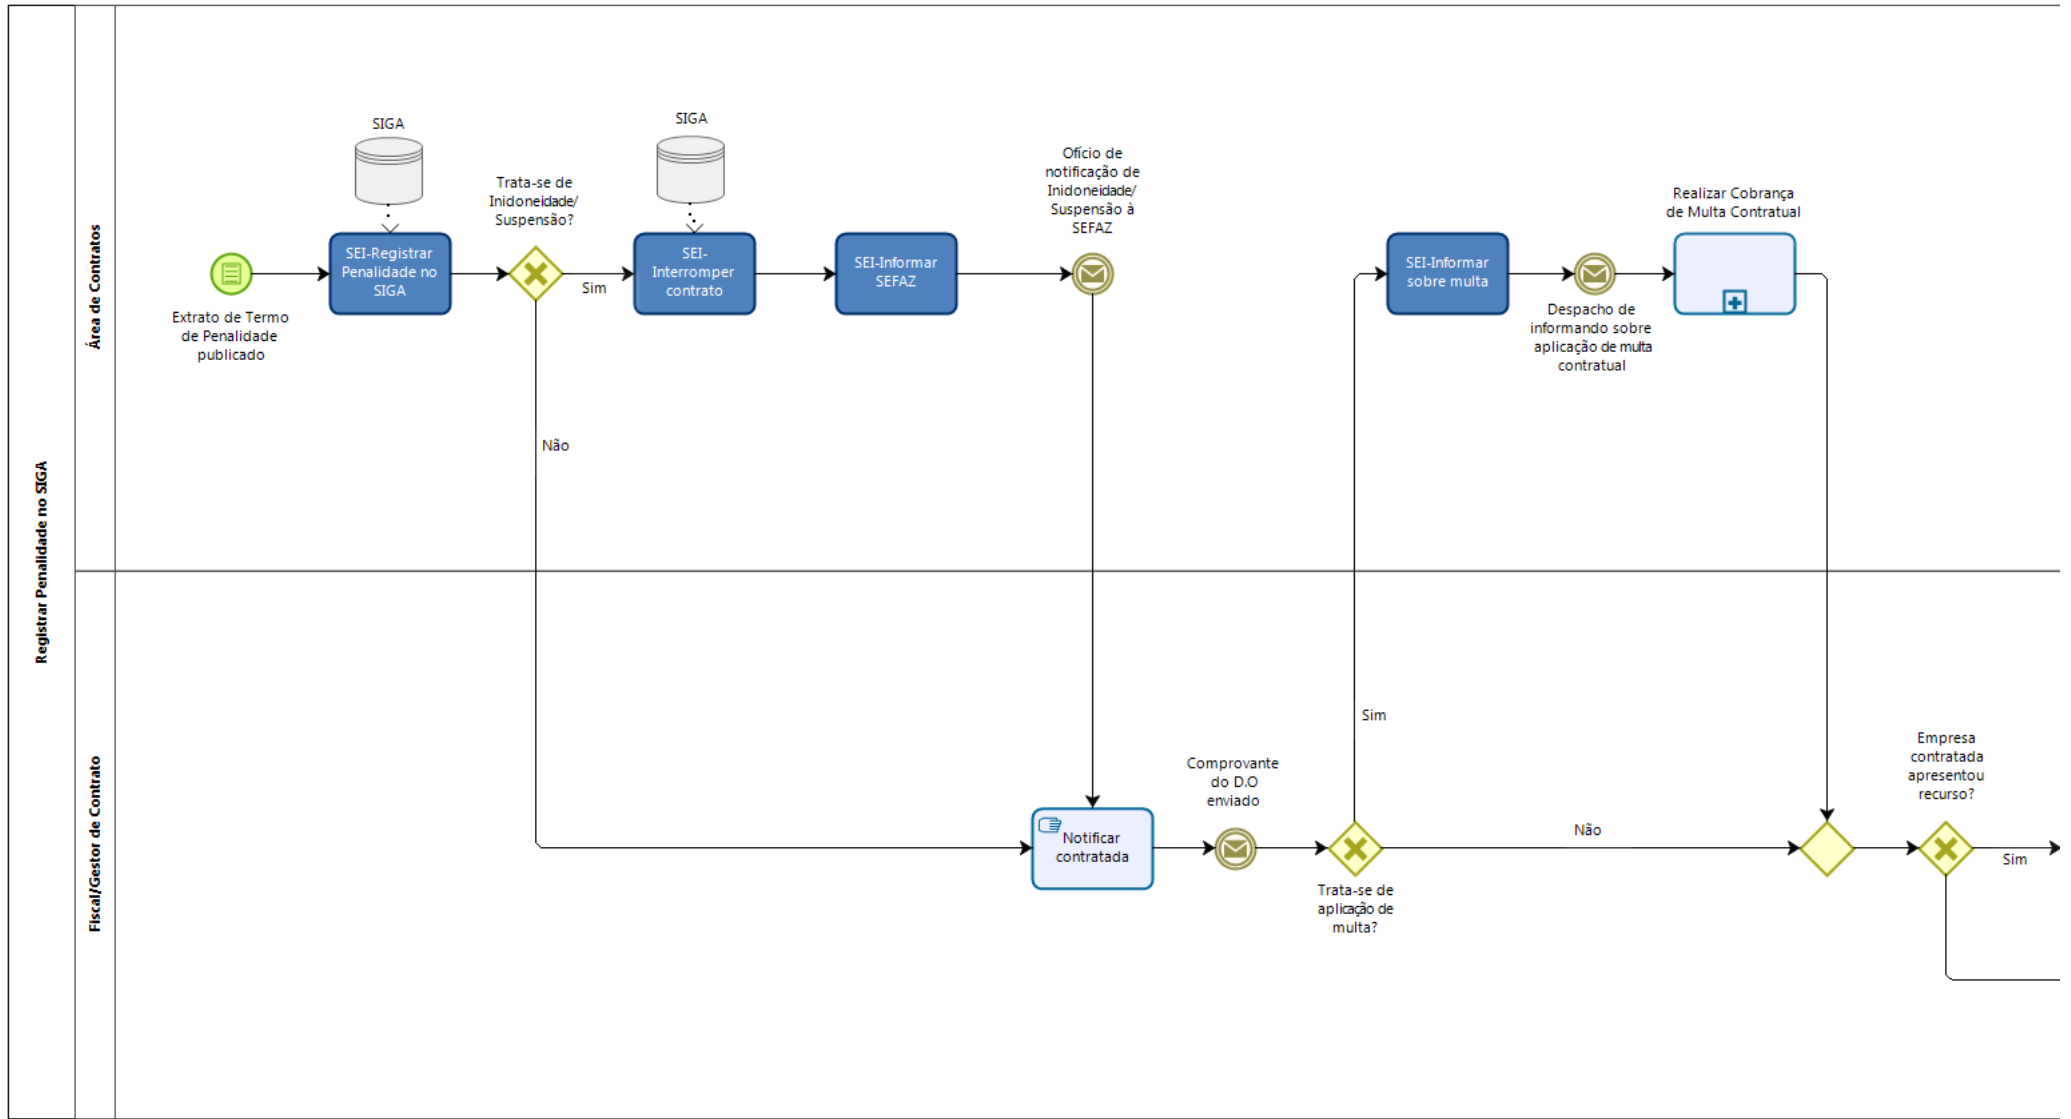 Registrar Penalidade no SIGA
Área de Contratos
SIGA
SEI-Registrar
Penalidade no
SIGA
Extrato de Termo
de Penalidade
publicado
Trata-se de
Inidoneidade/
Suspensão?
Sim
Não
SIGA
SEI-
Interromper
contrato
SEI-Informar
SEFAZ
Ofício de
notificação de
Inidoneidade/
Suspensão à
SEFAZ
SEI-Informar
sobre multa
Despacho de
informando sobre
aplicação de multa
contratual
Realizar Cobrança
de Multa Contratual
Fiscal/Gestor de Contrato
Notificar
contratada
Comprovante
do D.O
enviado
Sim
Trata-se de
aplicação de
multa?
Não
Empresa
contratada
apresentou
recurso?
Sim